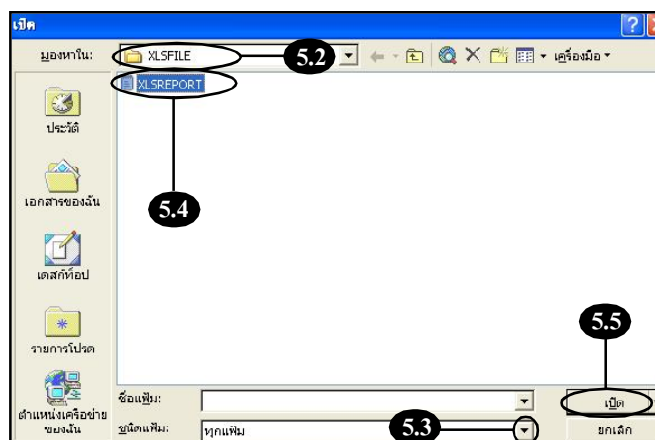 เปิด
มองหาใน: XLSFILE 5.2 เครื่องมือ
XLSREPORT
ประวัติ
5.4
เอกสารของฉัน
เดสก์ท็อป
รายการโปรด
5.5
ตำแหน่งเครือข่ายของฉัน
ชื่อแฟ้ม: เปิด
ชนิดแฟ้ม: ทุกแฟ้ม 5.3 ยกเลิก